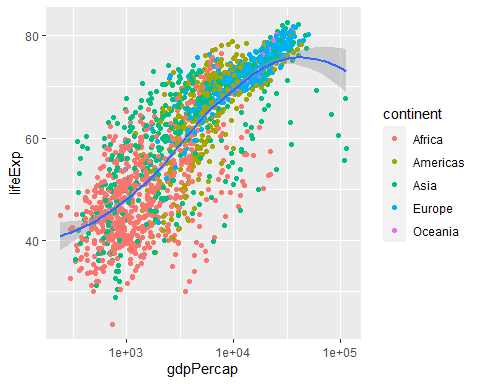 80
60
40
lifeExp
1e+03 1e+04 1e+05
gdpPercap
continent
Africa
Americas
Asia
Europe
Oceania